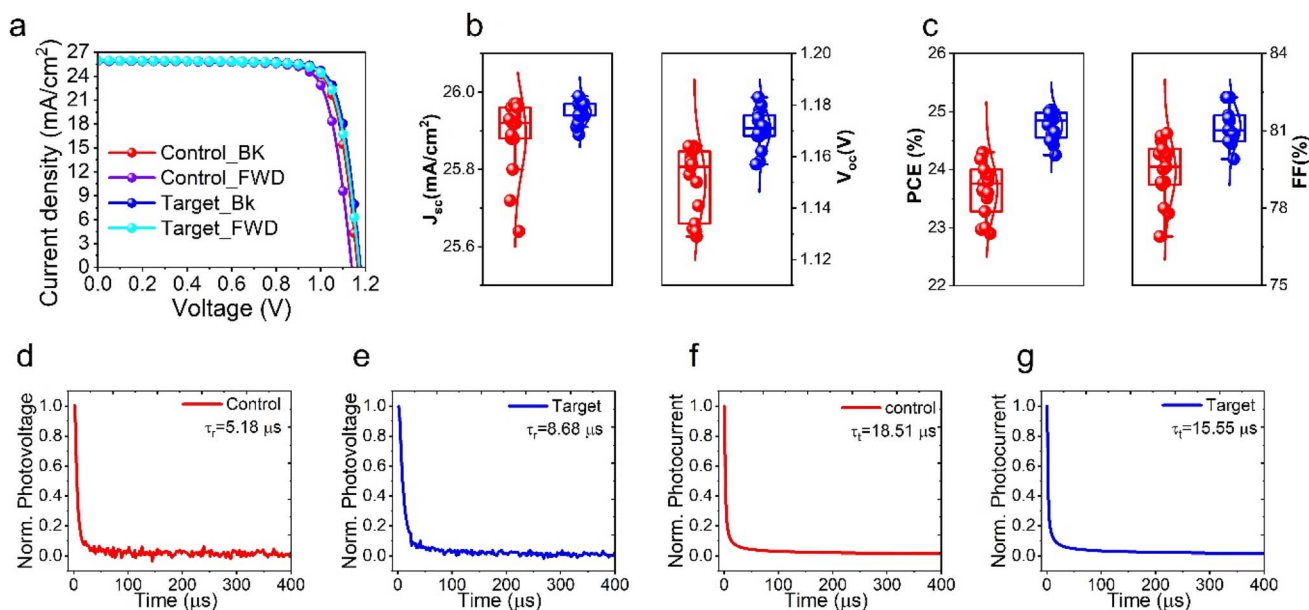 a
Current density (mA/cm²)
27
24
21
18
15
12
9
6
3
0
Control_BK
Control_FWD
Target_Bk
Target_FWD
0.0 0.2 0.4 0.6 0.8 1.0 1.2
Voltage (V)
b
Jsc(mA/cm²)
26.0
25.8
25.6
1.20
1.18
1.16
1.14
1.12
Voc(V)
c
PCE (%)
26
25
24
23
22
84
81
78
75
FF(%)
d
Norm. Photovoltage
1.0
0.8
0.6
0.4
0.2
0.0
Control
τr=5.18 μs
0 100 200 300 400
Time (μs)
e
Norm. Photovoltage
1.0
0.8
0.6
0.4
0.2
0.0
Target
τr=8.68 μs
0 100 200 300 400
Time (μs)
f
Norm. Photocurrent
1.0
0.8
0.6
0.4
0.2
0.0
control
τt=18.51 μs
0 100 200 300 400
Time (μs)
g
Norm. Photocurrent
1.0
0.8
0.6
0.4
0.2
0.0
Target
τt=15.55 μs
0 100 200 300 400
Time (μs)